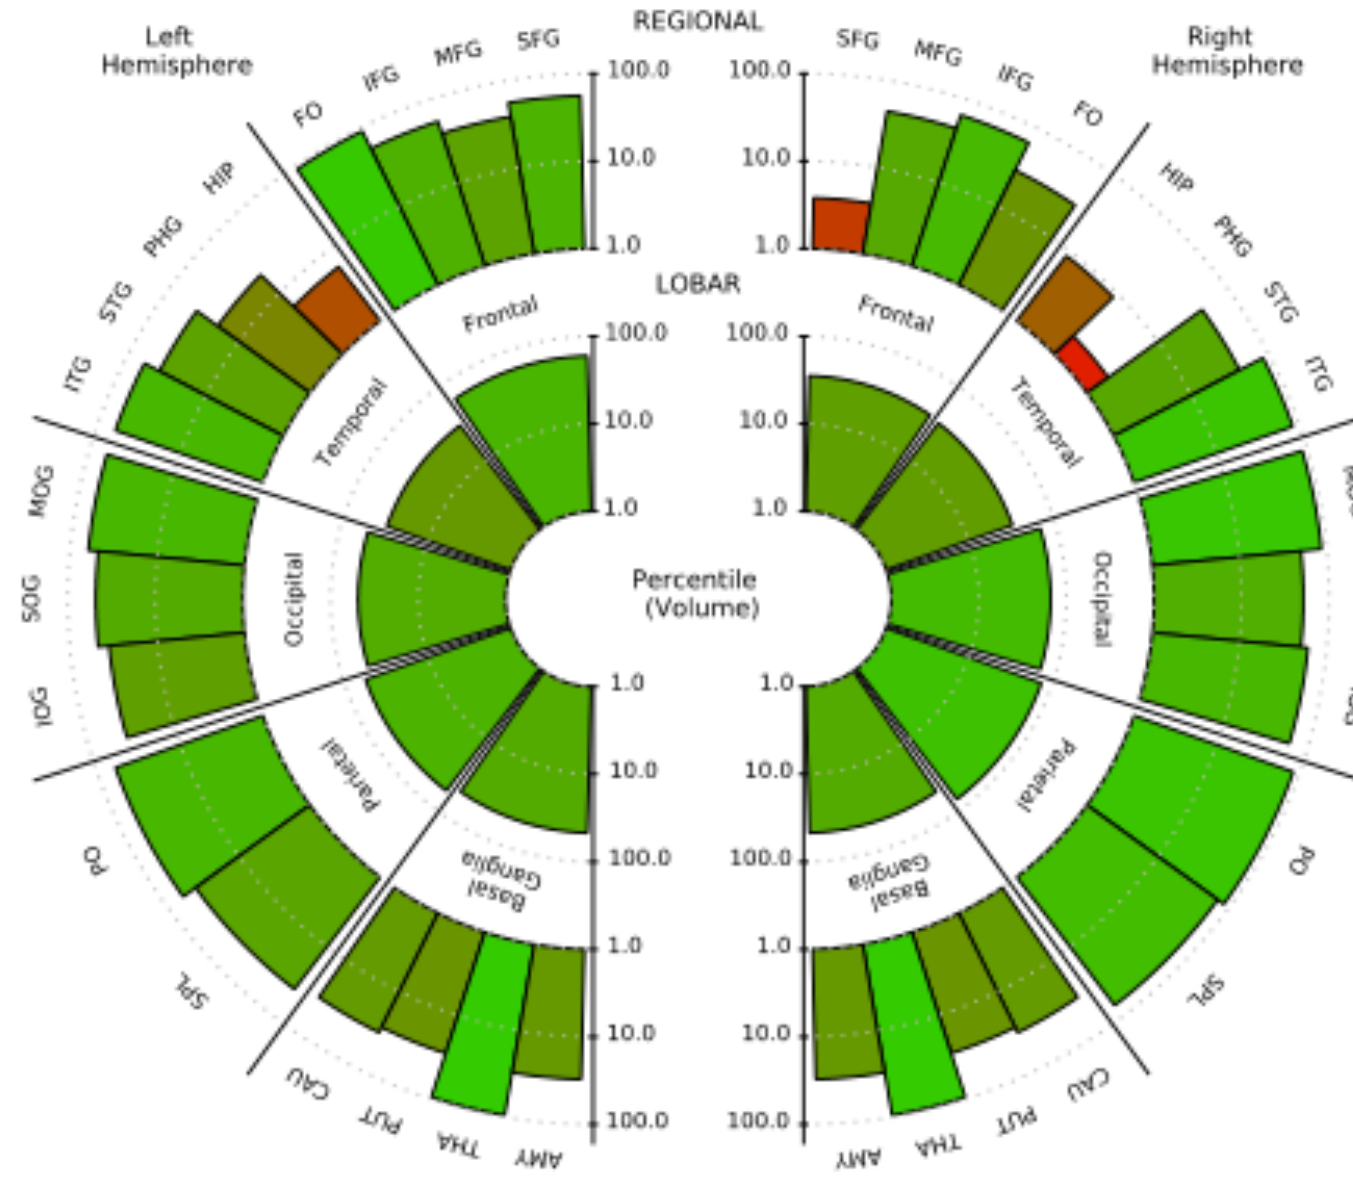 REGIONAL
Left
Hemisphere
Right
Hemisphere
FO
IFG
MFG
SFG
SFG
MFG
IFG
FO
100.0
100.0
10.0
10.0
1.0
1.0
HIP
PHG
STG
ITG
HIP
PHG
STG
ITG
LOBAR
Frontal
Frontal
100.0
100.0
10.0
10.0
1.0
1.0
Temporal
Temporal
MOG
SOG
IOG
Occipital
Occipital
Percentile
(Volume)
1.0
1.0
10.0
10.0
100.0
100.0
Parietal
Parietal
PO
SPL
PO
SPL
Basal
Ganglia
Basal
Ganglia
1.0
1.0
10.0
10.0
100.0
100.0
CAU
PUT
THA
AMY
AMY
THA
PUT
CAU